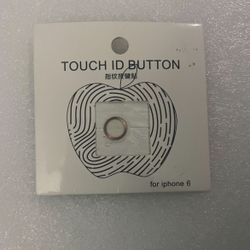 TOUCH ID BUTTON
指纹按键贴
for iphone 6